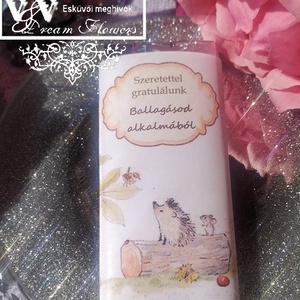 Esküvői meghívók
Dream Flowers
Szeretettel
gratulálunk
Ballagásod
alkalmából